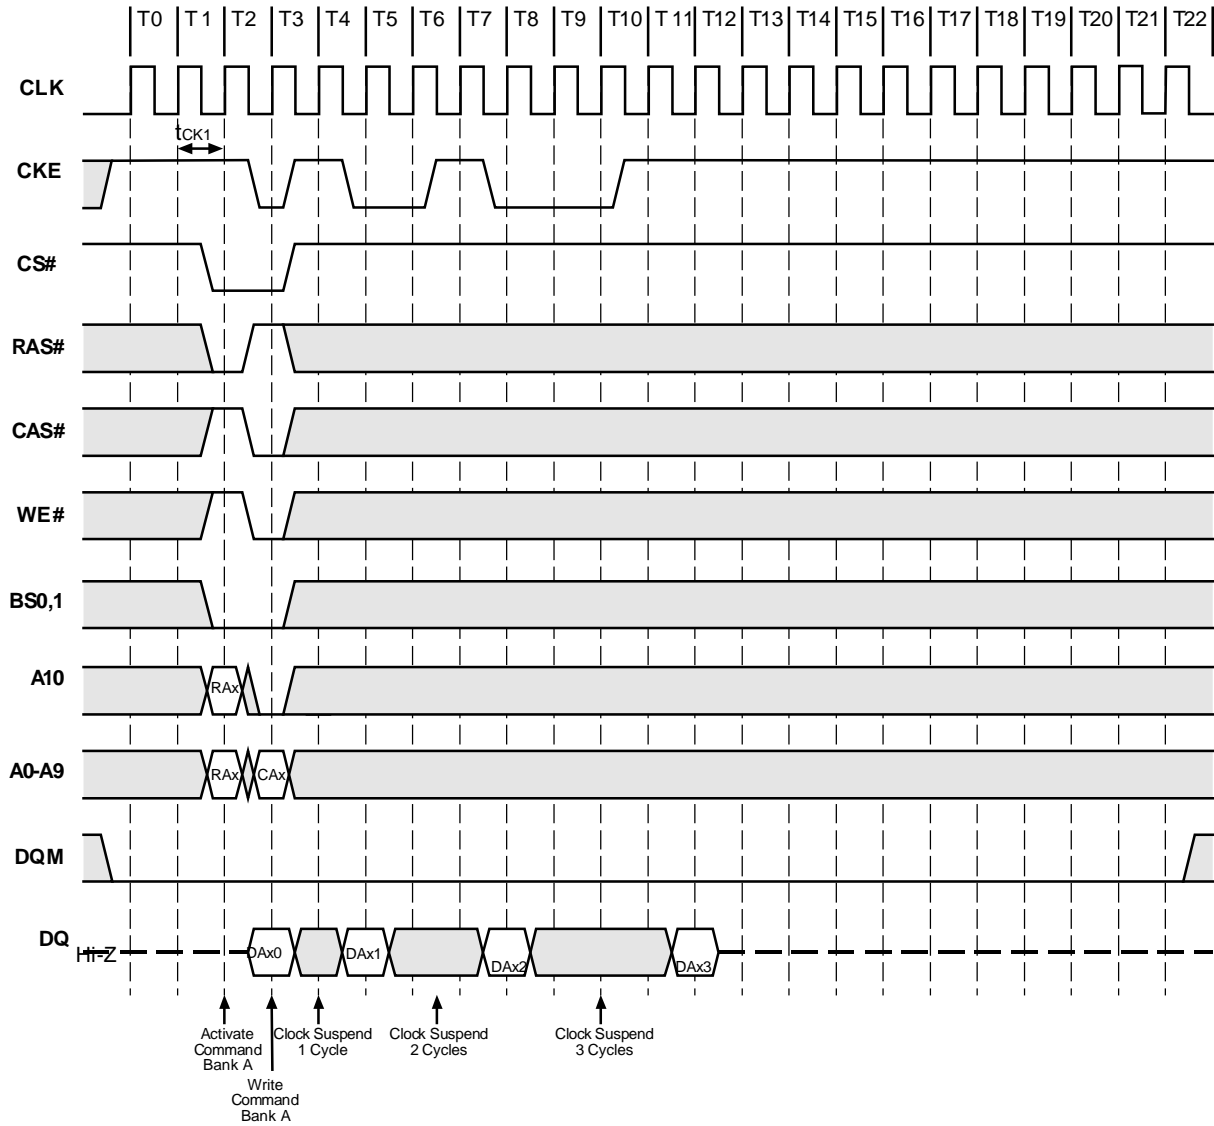 T0 T1 T2 T3 T4 T5 T6 T7 T8 T9 T10 T11 T12 T13 T14 T15 T16 T17 T18 T19 T20 T21 T22
CLK
tCK1
CKE
CS#
RAS#
CAS#
WE#
BS0,1
A10
RAx
A0-A9
RAx CAx
DQM
DQ
Hi-Z
DAx0 DAx1 DAx2 DAx3
Activate
Command
Bank A
Write
Command
Bank A
Clock Suspend
1 Cycle
Clock Suspend
2 Cycles
Clock Suspend
3 Cycles